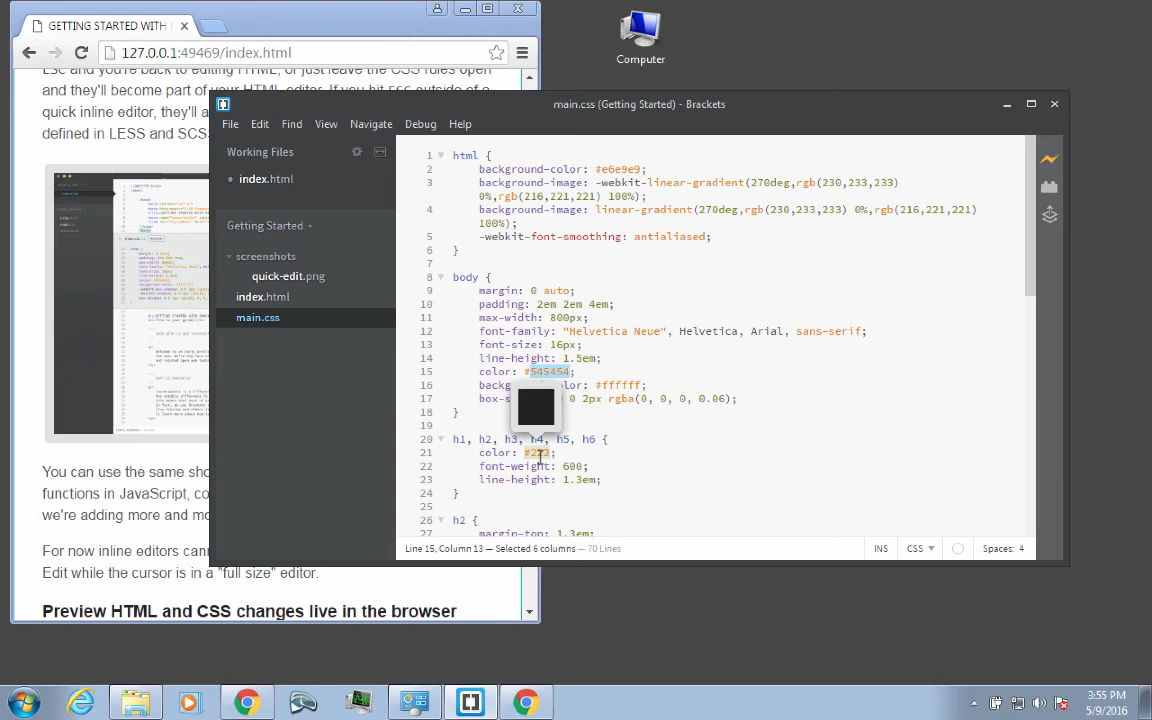 GETTING STARTED WITH
127.0.0.1:49469/index.html
Computer
and you're back to editing HTML, or just leave the CSS rules open
and they'll become part of your HTML editor. If you hit ESC outside of a
quick inline editor, they'll a
defined in LESS and SCS
You can use the same sho
functions in JavaScript, co
we're adding more and mo
For now inline editors cann
Edit while the cursor is in a "full size" editor.
Preview HTML and CSS changes live in the browser
main.css (Getting Started) - Brackets
File Edit Find View Navigate Debug Help
Working Files
index.html
Getting Started
screenshots
quick-edit.png
index.html
main.css
1 html {
2 background-color: #e6e9e9;
3 background-image: -webkit-linear-gradient(270deg,rgb(230,233,233)
0%,rgb(216,221,221) 100%);
4 background-image: linear-gradient(270deg,rgb(230,233,233) 0%,rgb(216,221,221)
100%);
5 -webkit-font-smoothing: antialiased;
6 }
7
8 body {
9 margin: 0 auto;
10 padding: 2em 2em 4em;
11 max-width: 800px;
12 font-family: "Helvetica Neue", Helvetica, Arial, sans-serif;
13 font-size: 16px;
14 line-height: 1.5em;
15 color: #545454;
16 backg color: #ffffff;
17 box-s 0 2px rgba(0, 0, 0, 0.06);
18 }
19
20 h1, h2, h3, h4, h5, h6 {
21 color: #222;
22 font-weight: 600;
23 line-height: 1.3em;
24 }
25
26 h2 {
27 margin-top: 1.3em;
Line 15, Column 13 — Selected 6 columns — 70 Lines
INS CSS Spaces: 4
3:55 PM
5/9/2016